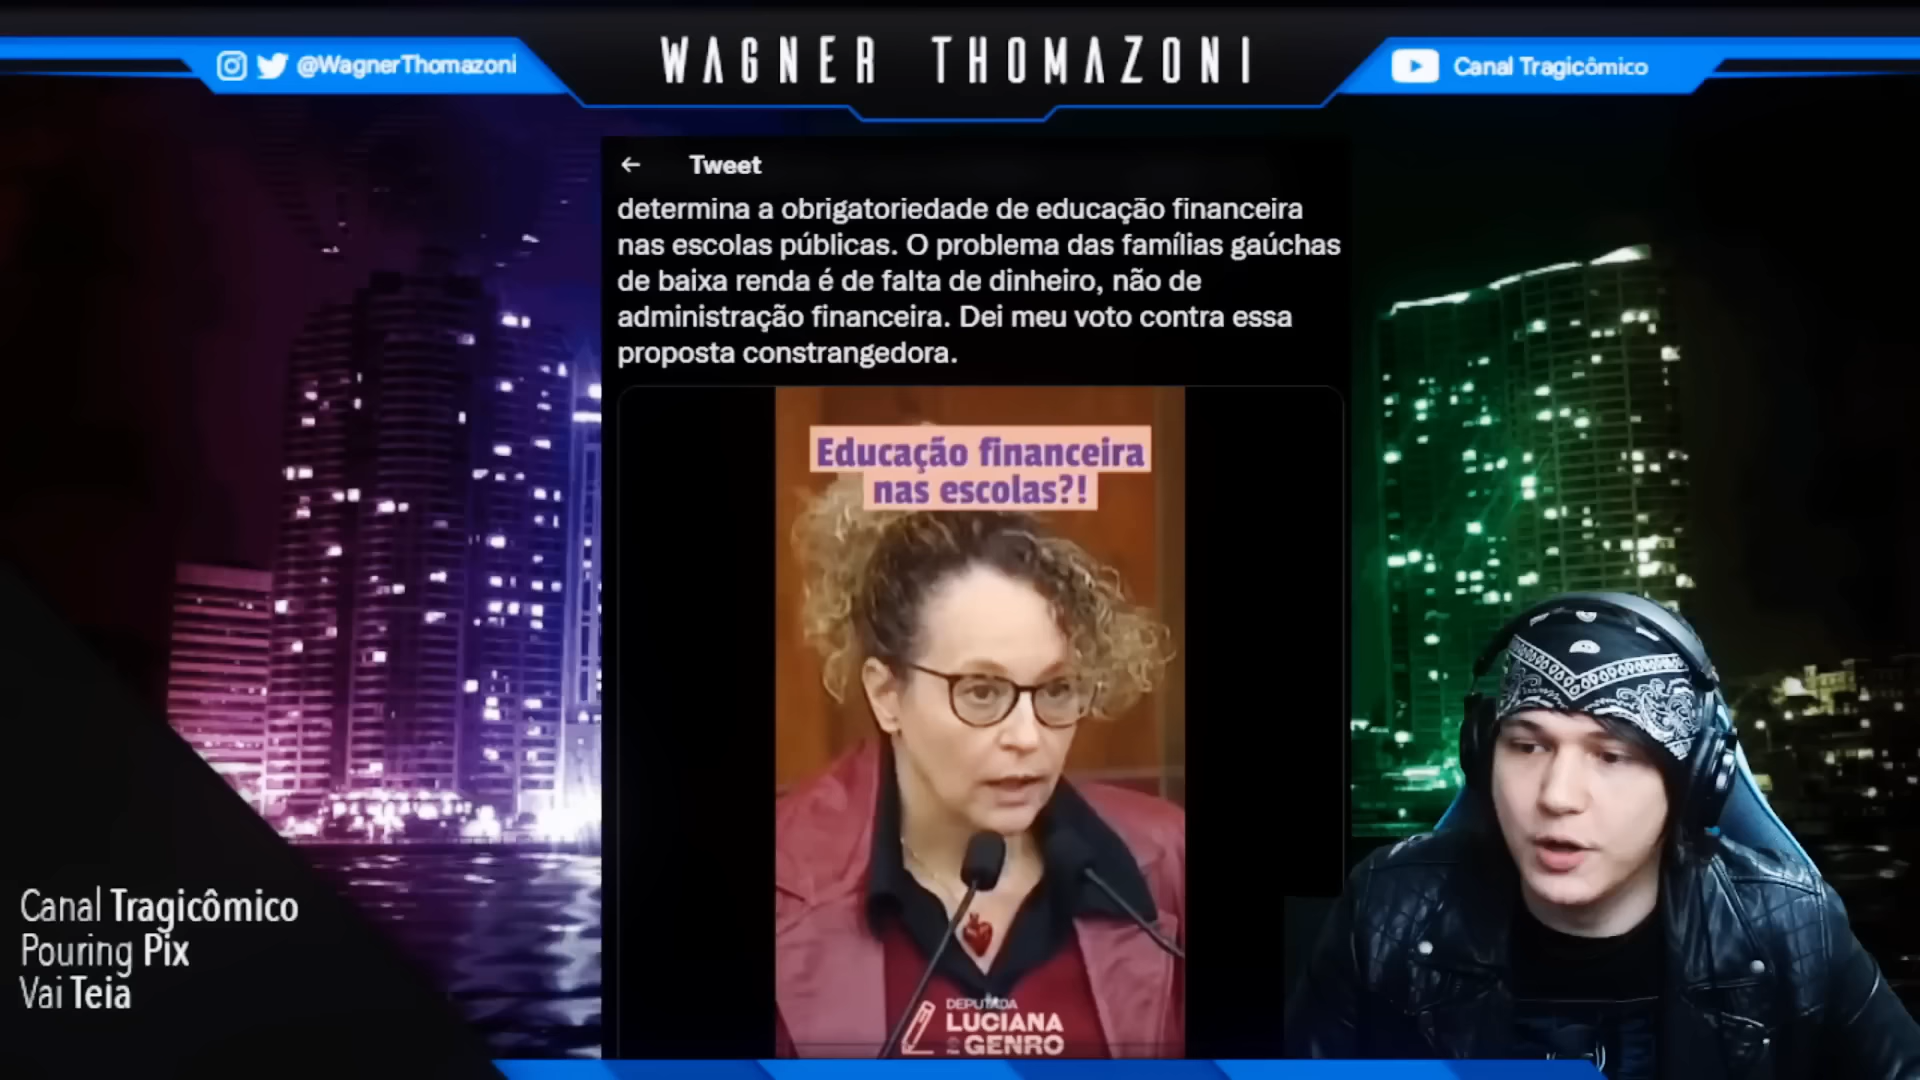 @WagnerThomazoni
WAGNER THOMAZONI
Canal Tragicômico
Tweet
determina a obrigatoriedade de educação financeira
nas escolas públicas. O problema das famílias gaúchas
de baixa renda é de falta de dinheiro, não de
administração financeira. Dei meu voto contra essa
proposta constrangedora.
Educação financeira
nas escolas?!
DEPUTADA
LUCIANA
GENRO
Canal Tragicômico
Pouring Pix
Vai Teia